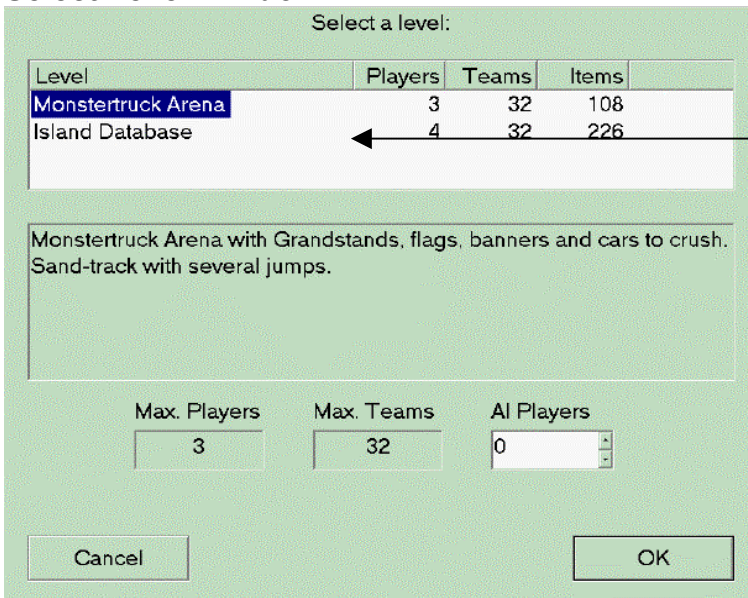 Select a level:
Level Players Teams Items
Monstertruck Arena 3 32 108
Island Database 4 32 226
Monstertruck Arena with Grandstands, flags, banners and cars to crush.
Sand-track with several jumps.
Max. Players Max. Teams AI Players
3 32 0
Cancel OK